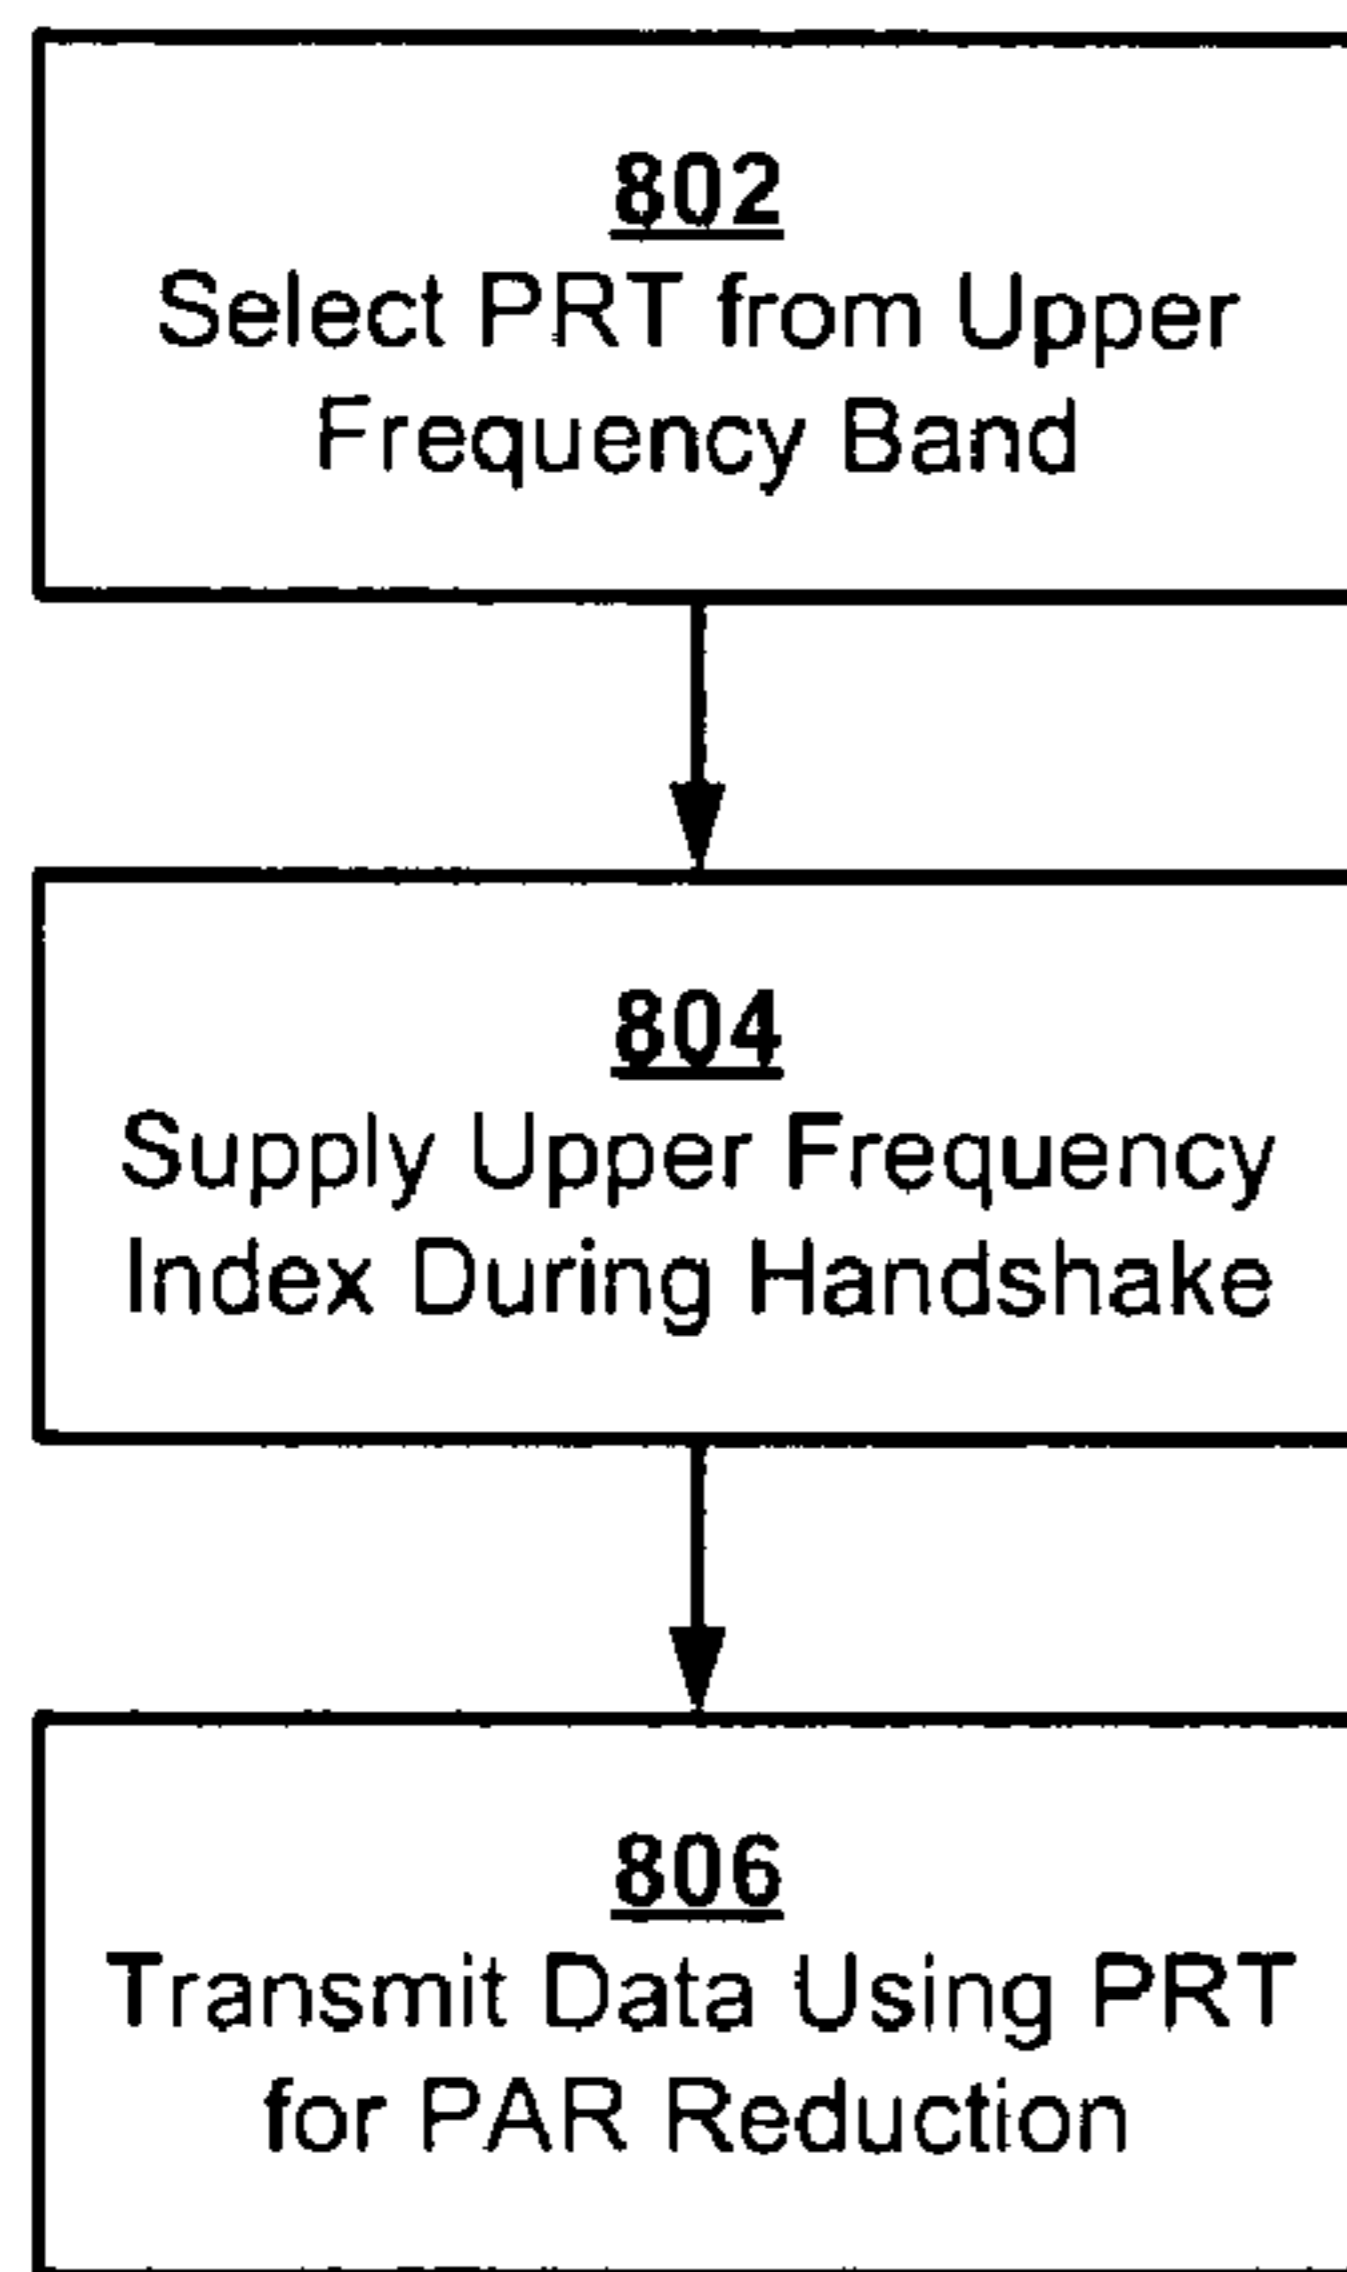 802
Select PRT from Upper
Frequency Band
804
Supply Upper Frequency
Index During Handshake
806
Transmit Data Using PRT
for PAR Reduction